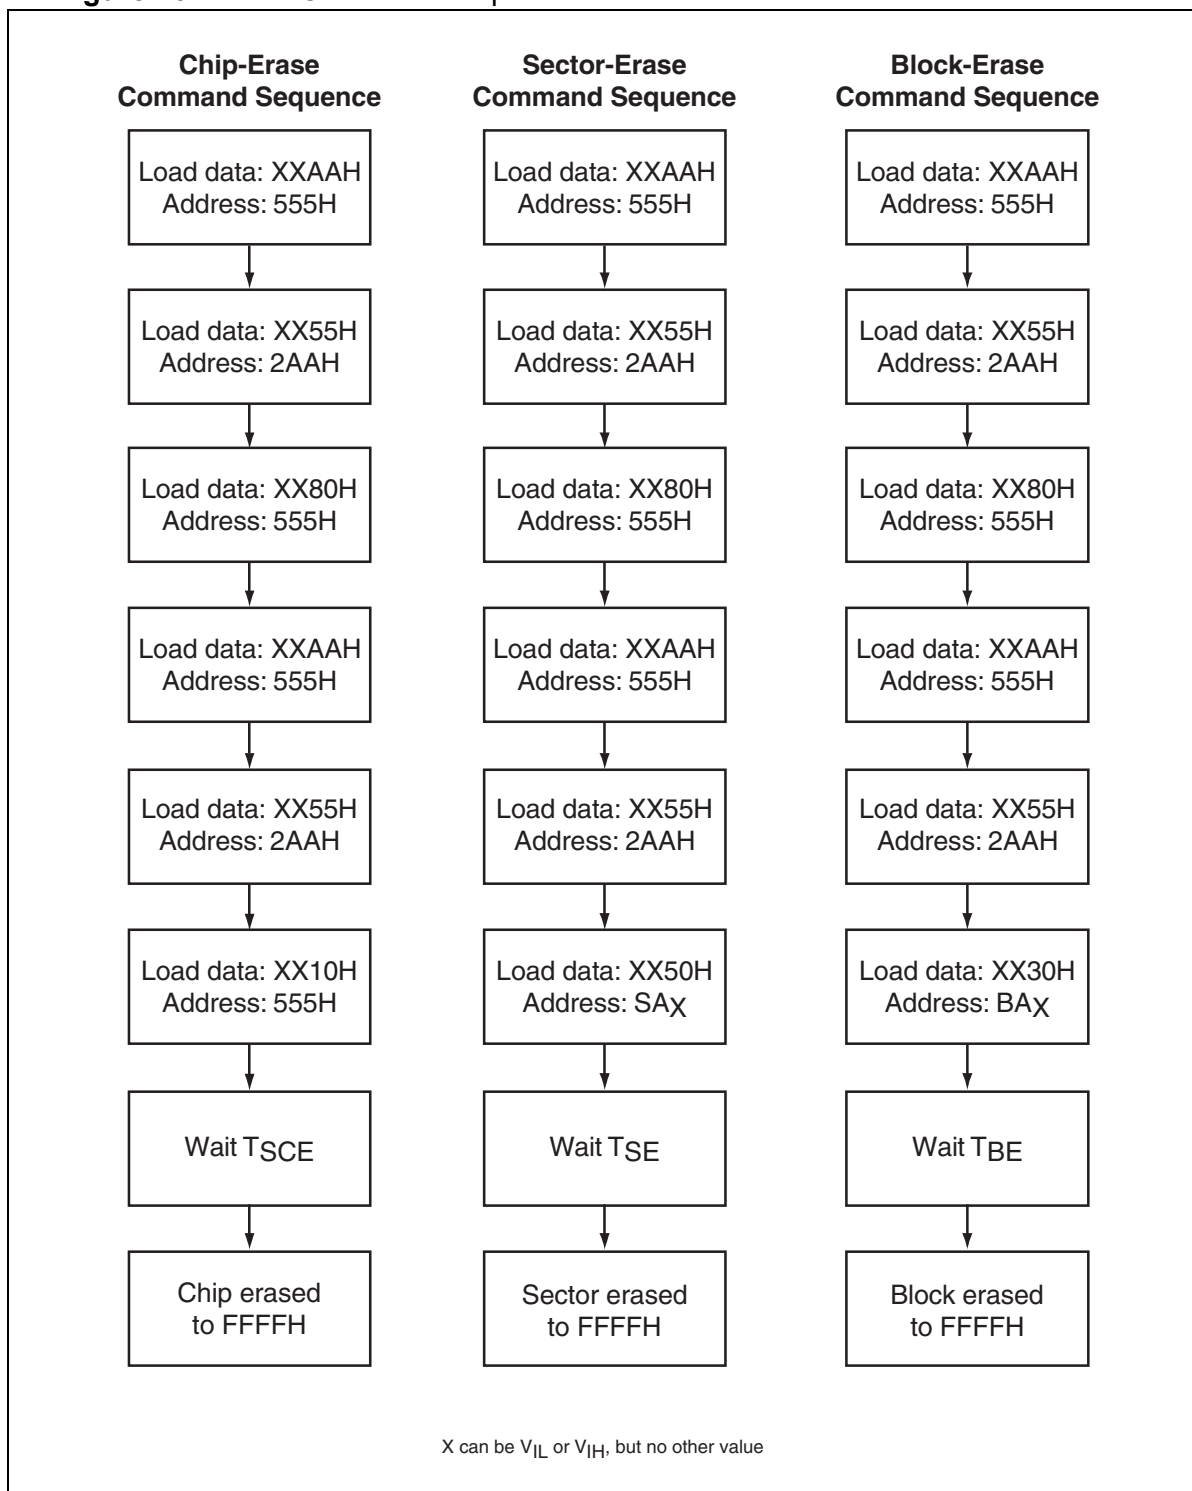 Chip-Erase
Command Sequence
Load data: XXAAH
Address: 555H
Load data: XX55H
Address: 2AAH
Load data: XX80H
Address: 555H
Load data: XXAAH
Address: 555H
Load data: XX55H
Address: 2AAH
Load data: XX10H
Address: 555H
Wait TSCE
Chip erased
to FFFFH
Sector-Erase
Command Sequence
Load data: XXAAH
Address: 555H
Load data: XX55H
Address: 2AAH
Load data: XX80H
Address: 555H
Load data: XXAAH
Address: 555H
Load data: XX55H
Address: 2AAH
Load data: XX50H
Address: SAX
Wait TSE
Sector erased
to FFFFH
Block-Erase
Command Sequence
Load data: XXAAH
Address: 555H
Load data: XX55H
Address: 2AAH
Load data: XX80H
Address: 555H
Load data: XXAAH
Address: 555H
Load data: XX55H
Address: 2AAH
Load data: XX30H
Address: BAX
Wait TBE
Block erased
to FFFFH
X can be VIL or VIH, but no other value